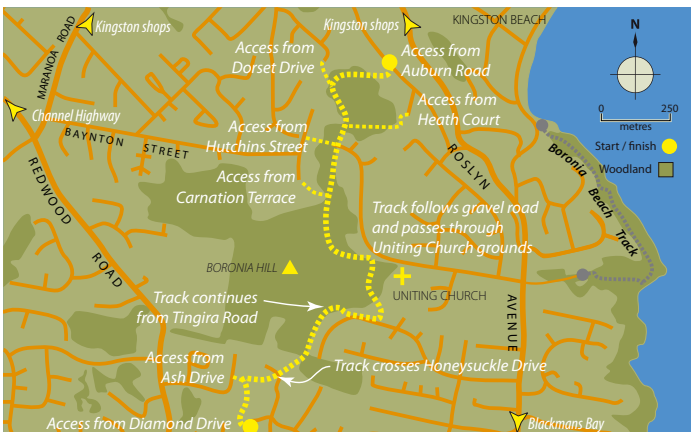 Kingston shops
Kingston shops
KINGSTON BEACH
N
MARANOA ROAD
Access from
Dorset Drive
Access from
Auburn Road
Channel Highway
Access from
Heath Court
0 250
metres
Start / finish
Woodland
BAYNTON STREET
Access from
Hutchins Street
REDWOOD ROAD
ROSLYN AVENUE
Boronia Beach Track
Access from
Carnation Terrace
Track follows gravel road
and passes through
Uniting Church grounds
BORONIA HILL
UNITING CHURCH
Track continues
from Tingira Road
Access from
Ash Drive
Track crosses Honeysuckle Drive
Access from Diamond Drive
Blackmans Bay